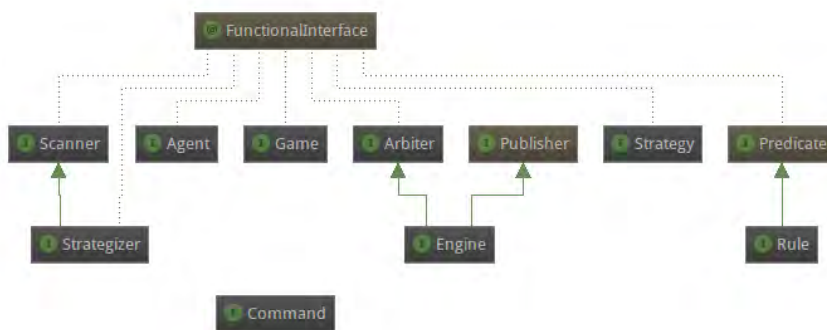 @ FunctionalInterface
I Scanner
I Agent
I Game
I Arbiter
I Publisher
I Strategy
I Predicate
I Strategizer
I Engine
I Rule
I Command